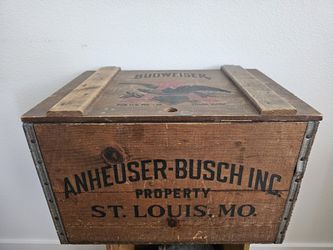 BUDWEISER
ANHEUSER-BUSCH INC.
PROPERTY
ST. LOUIS, MO.